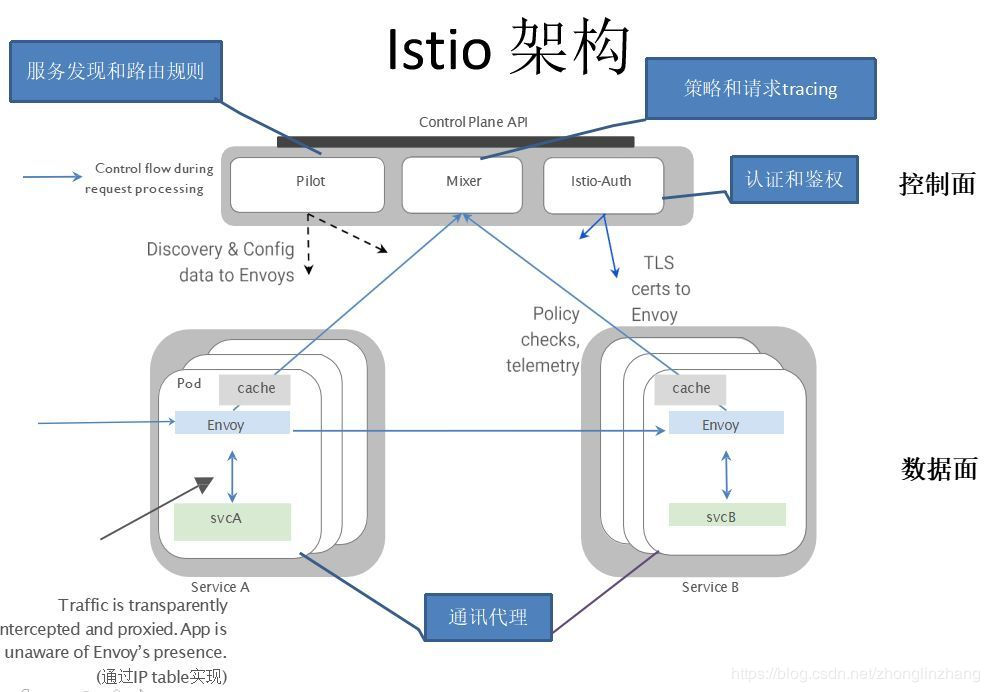 Istio 架构
服务发现和路由规则
策略和请求tracing
Control Plane API
Control flow during
request processing
Pilot
Mixer
Istio-Auth
认证和鉴权
控制面
Discovery & Config
data to Envoys
TLS
certs to
Envoy
Policy
checks,
telemetry
Pod
cache
Envoy
svcA
Service A
cache
Envoy
svcB
Service B
数据面
通讯代理
Traffic is transparently
ntercepted and proxied. App is
unaware of Envoy's presence.
(通过IP table实现)
https://blog.csdn.net/zhonglinzhang